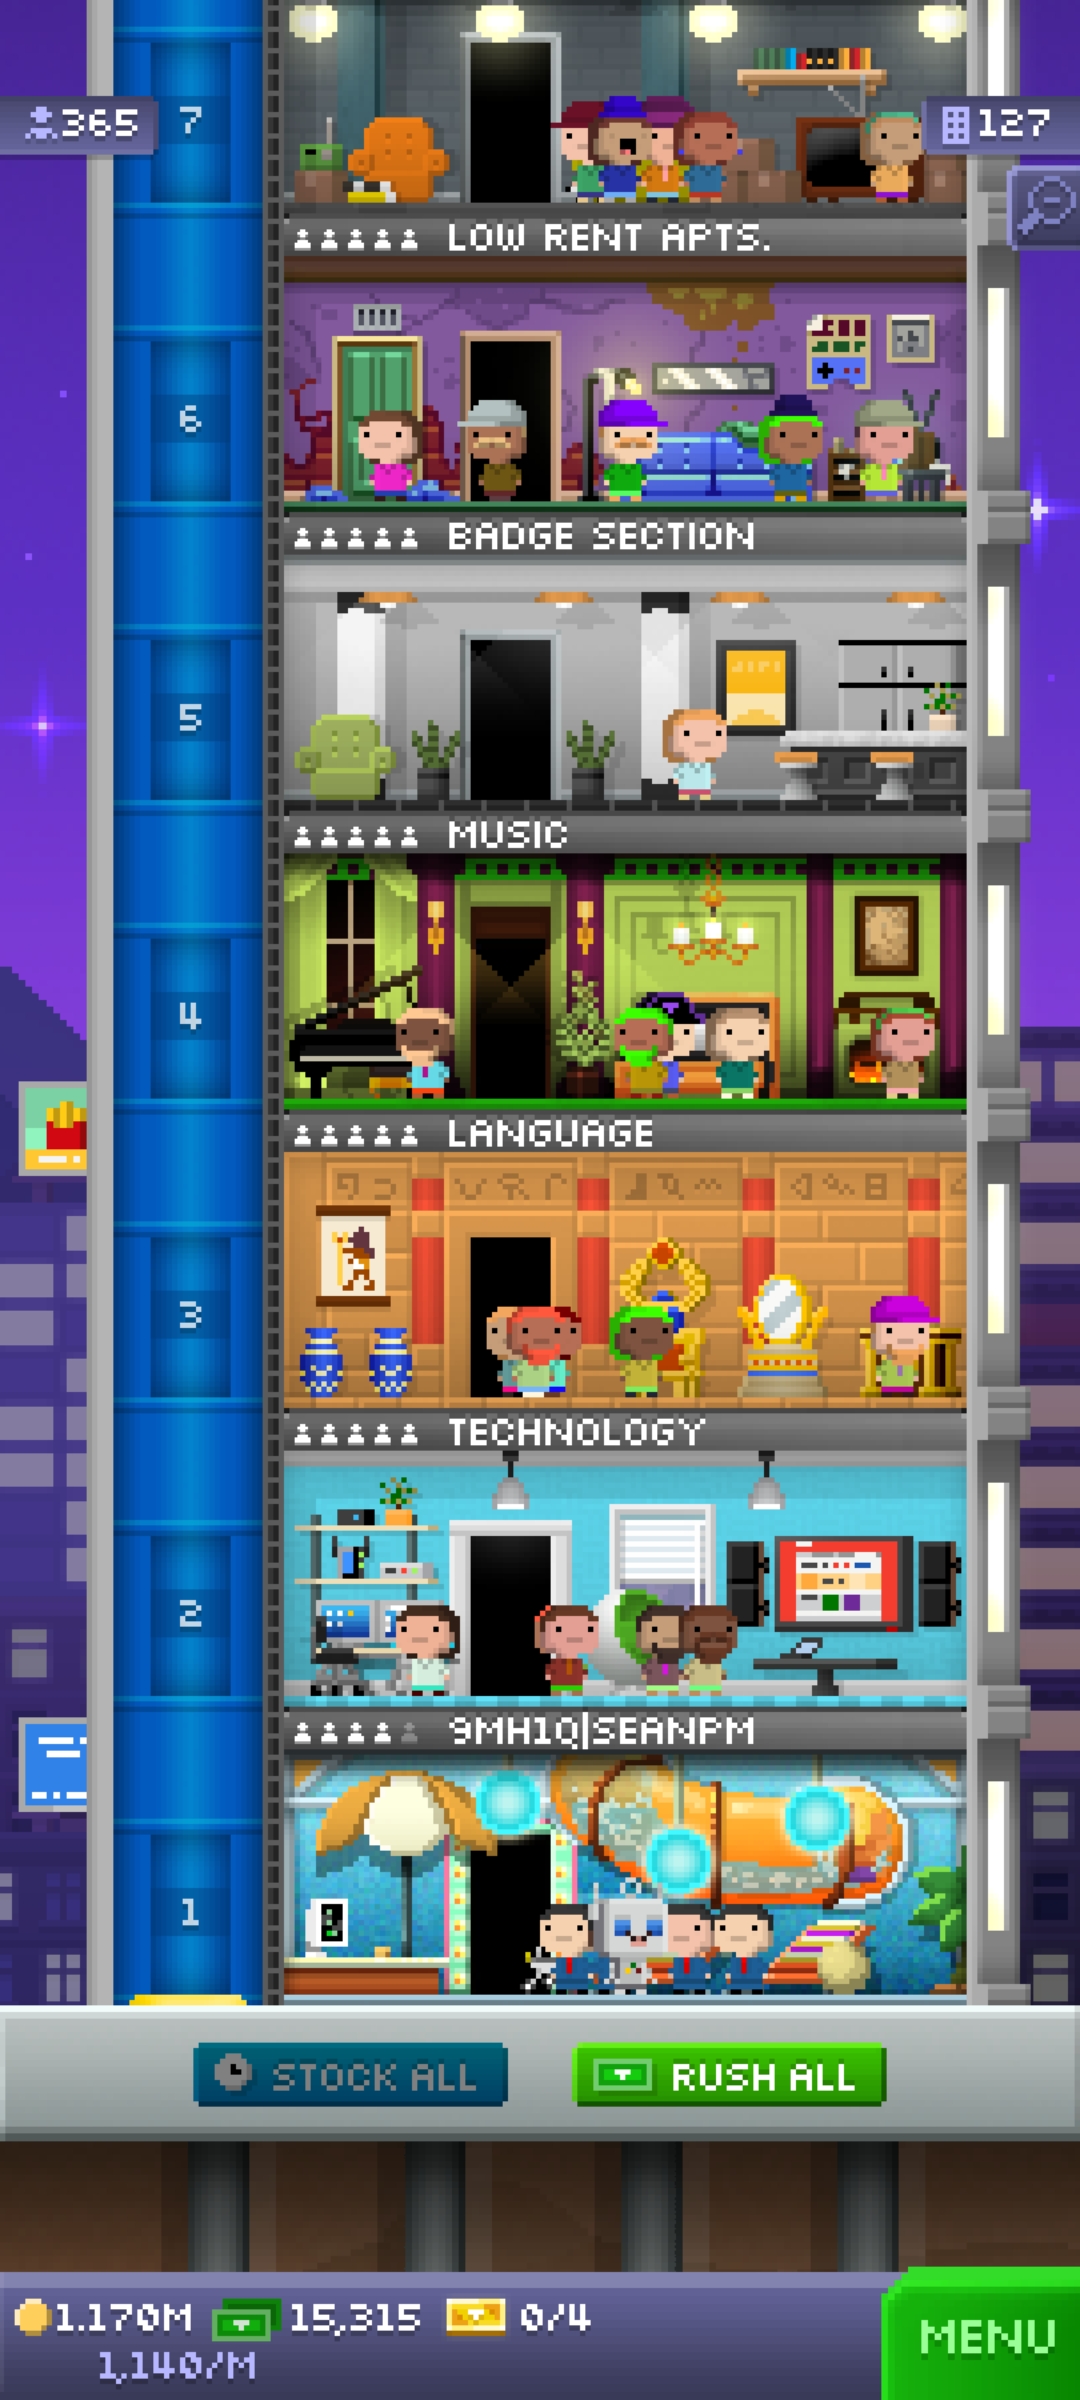 365
7
127
LOW RENT APTS.
6
BADGE SECTION
5
MUSIC
4
LANGUAGE
3
TECHNOLOGY
2
9MH1Q|SEANPM
1
STOCK ALL
RUSH ALL
1.170M 15,315 0/4
1,140/M
MENU